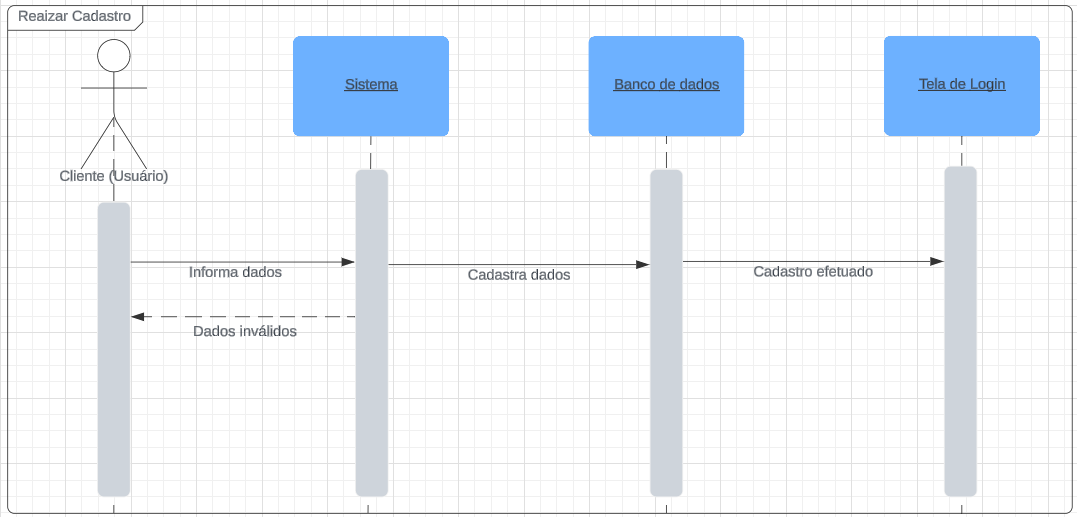 Reaizar Cadastro
Sistema
Banco de dados
Tela de Login
Cliente (Usuário)
Informa dados
Cadastra dados
Cadastro efetuado
Dados inválidos